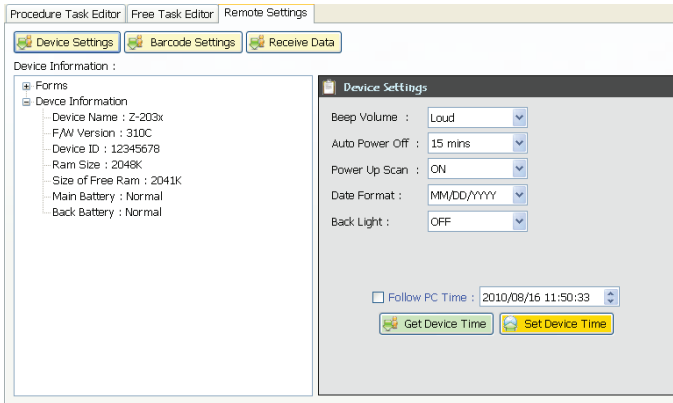 Procedure Task Editor Free Task Editor Remote Settings
Device Settings Barcode Settings Receive Data
Device Information :
Forms
Devce Information
Device Name : Z-203x
F/W Version : 310C
Device ID : 12345678
Ram Size : 2048K
Size of Free Ram : 2041K
Main Battery : Normal
Back Battery : Normal
Device Settings
Beep Volume : Loud
Auto Power Off : 15 mins
Power Up Scan : ON
Date Format : MM/DD/YYYY
Back Light : OFF
Follow PC Time : 2010/08/16 11:50:33
Get Device Time Set Device Time